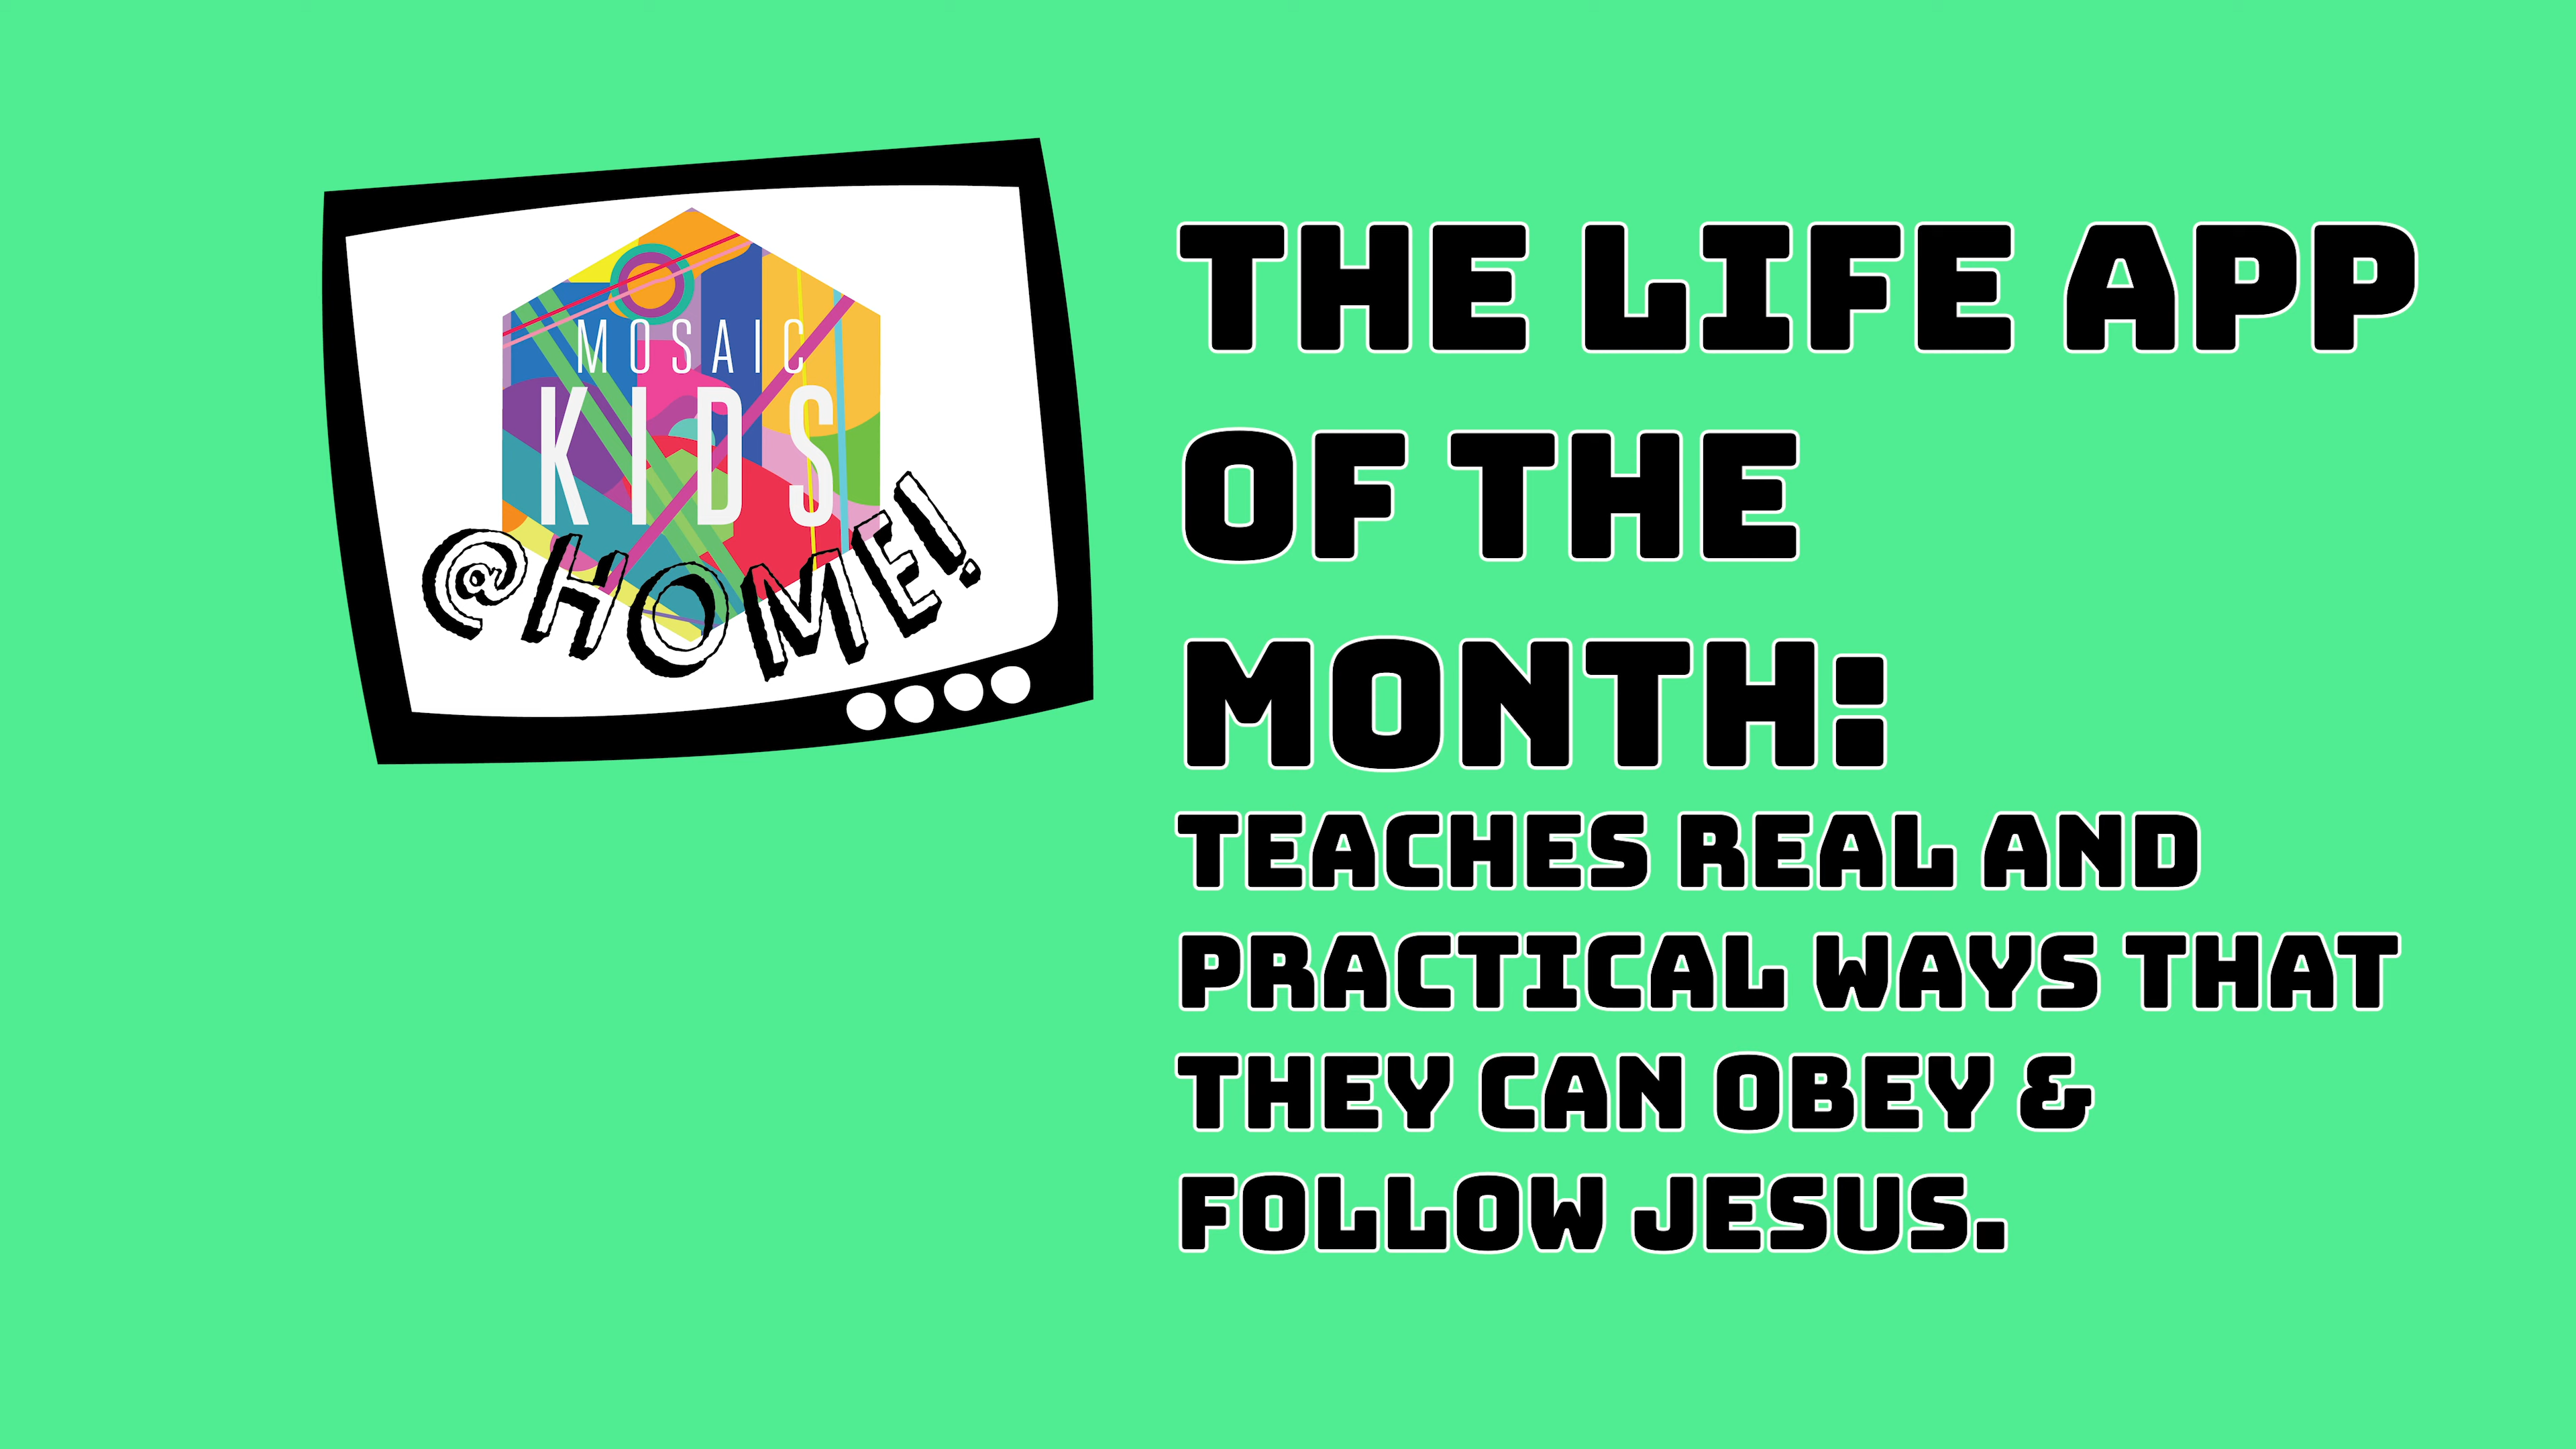 MOSAIC
KIDS
@HOME!
THE LIFE APP
OF THE
MONTH:
TEACHES REAL AND
PRACTICAL WAYS THAT
THEY CAN OBEY &
FOLLOW JESUS.